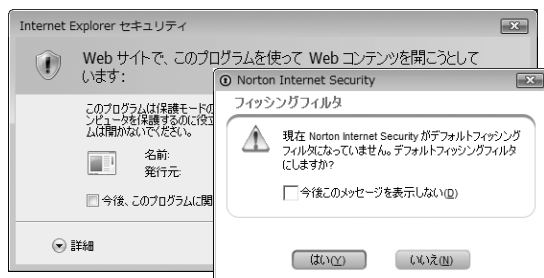 Internet Explorer セキュリティ
Web サイトで、このプログラムを使って Web コンテンツを開こうとして
います:
このプログラムは保護モードの
ンピュータを保護するのに役立
ムは開かないでください。
名前:
発行元:
今後、このプログラムに関
詳細
Norton Internet Security
フィッシングフィルタ
現在 Norton Internet Security がデフォルトフィッシング
フィルタになっていません。デフォルトフィッシングフィルタ
にしますか?
今後このメッセージを表示しない(D)
はい(Y)
いいえ(N)